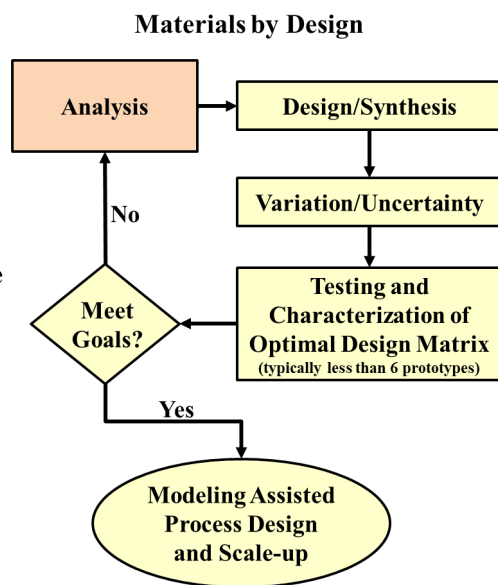 Materials by Design
Analysis
Design/Synthesis
Variation/Uncertainty
No
e
Testing and
Characterization of
Optimal Design Matrix
(typically less than 6 prototypes)
Meet
Goals?
Yes
Modeling Assisted
Process Design
and Scale-up